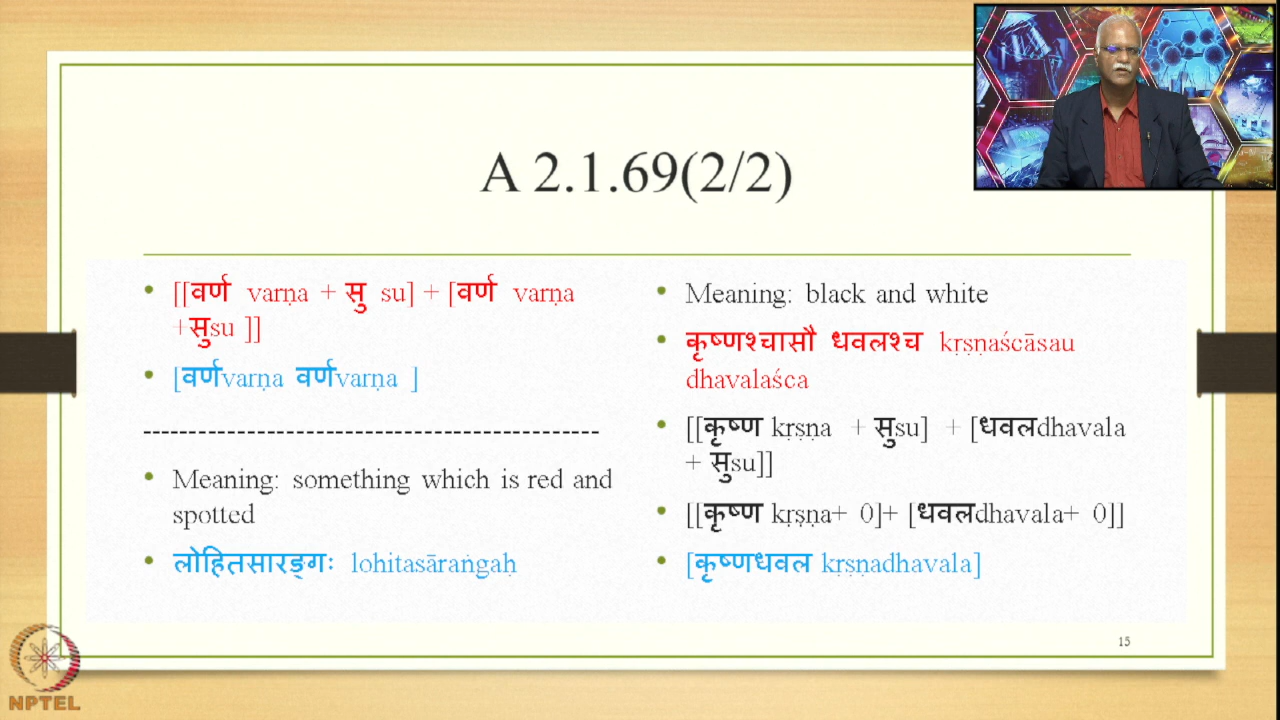 A 2.1.69(2/2)
• [[वर्ण varṇa + सु su] + [वर्ण varṇa
+सुsu ]]
• [वर्णvarṇa वर्णvarṇa ]
--------------------------------------------------
• Meaning: something which is red and
spotted
• लोहितसारङ्गः lohitasāraṅgaḥ
• Meaning: black and white
• कृष्णश्चासौ धवलश्च kṛṣṇaścāsau
dhavalaśca
• [[कृष्ण kṛṣṇa + सुsu] + [धवलdhavala
+ सुsu]]
• [[कृष्ण kṛṣṇa+ 0]+ [धवलdhavala+ 0]]
• [कृष्णधवल kṛṣṇadhavala]
15
NPTEL